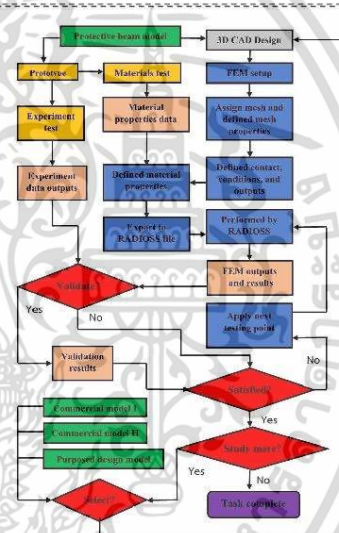 Protective beam model
3D CAD Design
Prototype
Materials test
FEM setup
Experiment
test
Material
properties data
Assign mesh and
defined mesh
properties
Experiment
data outputs
Defined material
properties
Defined contact,
conditions, and
outputs
Export to
RADIOSS file
Performed by
RADIOSS
FEM outputs
and results
Validate?
Yes
No
Apply next
testing point
No
Validation
results
Satisfied?
Yes
Commercial model I
Commercial model II
Purposed design model
Study more?
Yes
No
Select?
Task complete